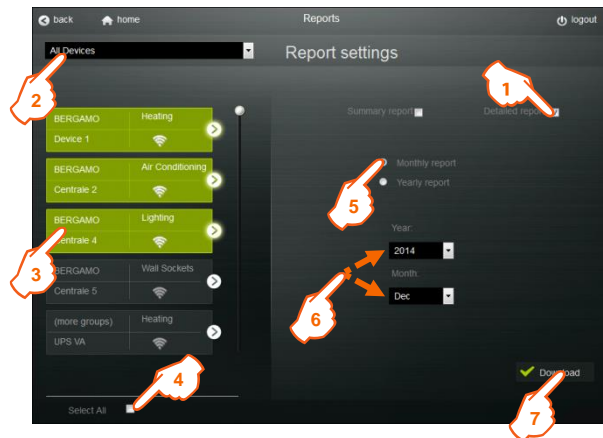 back home Reports logout
All Devices Report settings
1
2
Summary report Detailed report
BERGAMO Heating
Device 1
BERGAMO Air Conditioning
Centrale 2
Monthly report
Yearly report
5
BERGAMO Lighting
Centrale 4
3
Year:
2014
Month:
Dec
6
BERGAMO Wall Sockets
Centrale 5
(more groups) Heating
UPS VA
4
Select All
Download
7